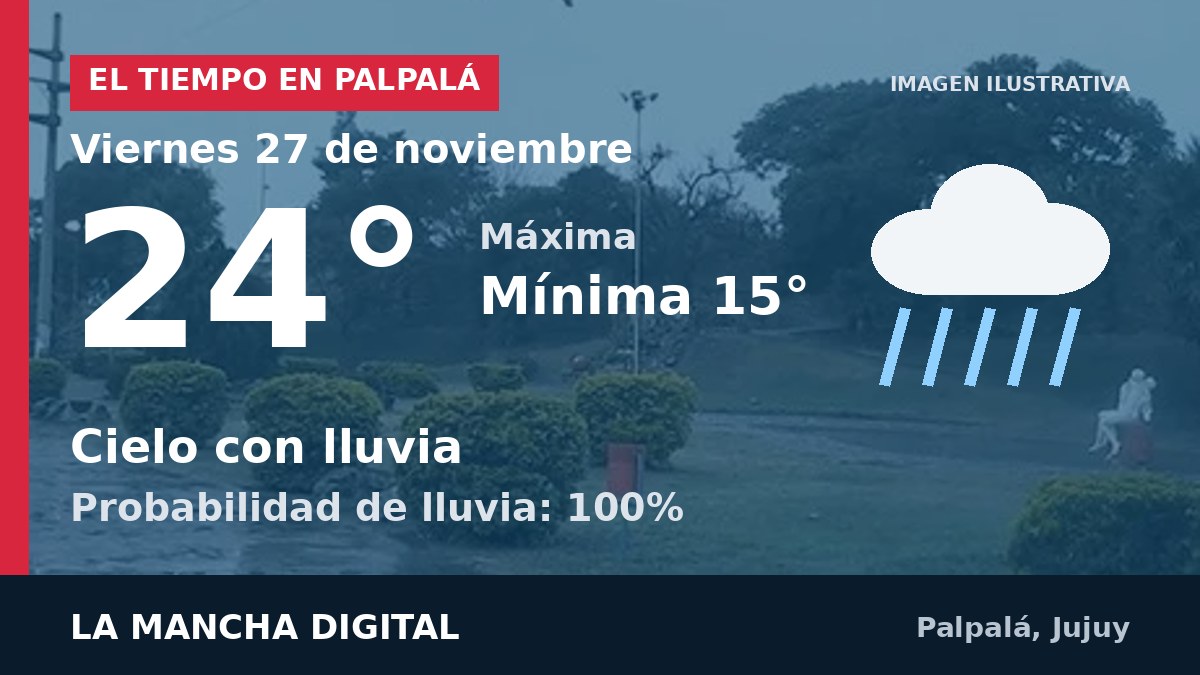 EL TIEMPO EN PALPALÁ
IMAGEN ILUSTRATIVA
Viernes 27 de noviembre
24°
Máxima
Mínima 15°
Cielo con lluvia
Probabilidad de lluvia: 100%
LA MANCHA DIGITAL
Palpalá, Jujuy